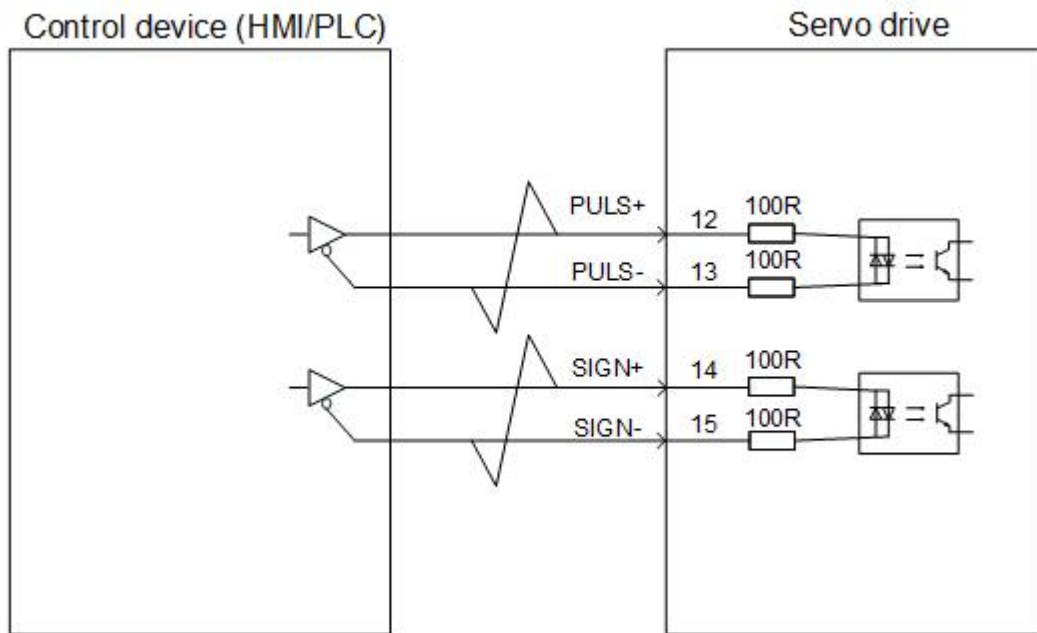 Control device (HMI/PLC)
Servo drive
PULS+ 12 100R
PULS- 13 100R
SIGN+ 14 100R
SIGN- 15 100R